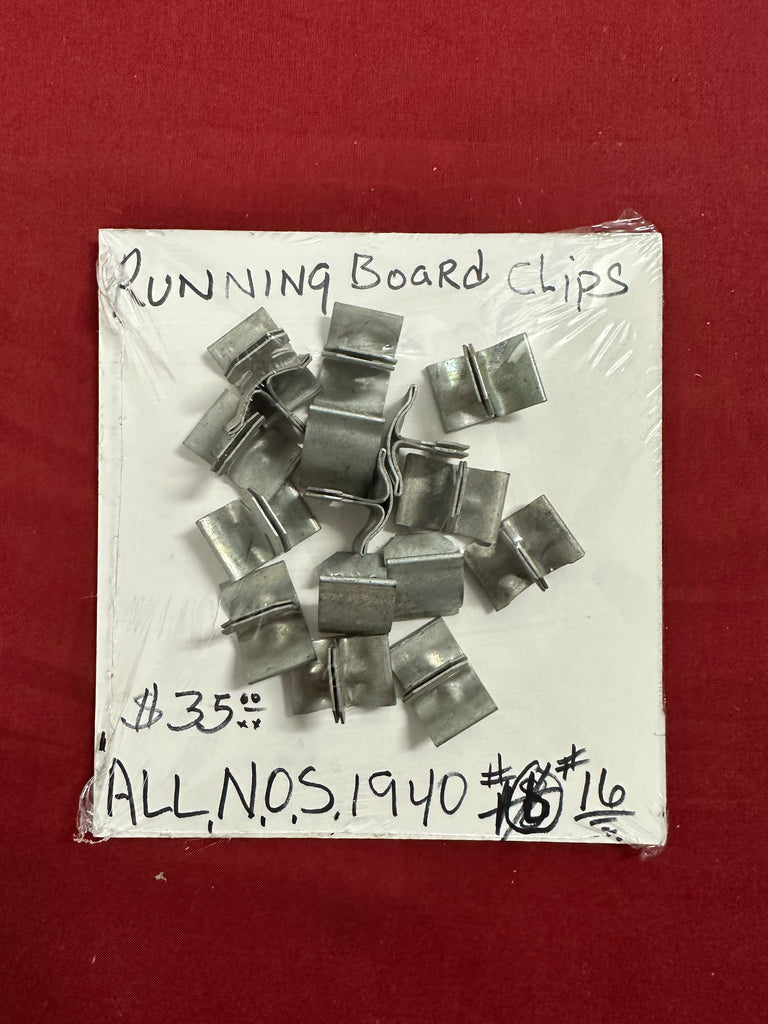 RUNNING BOARD Clips
$35.00
ALL N.O.S. 1940 # #16